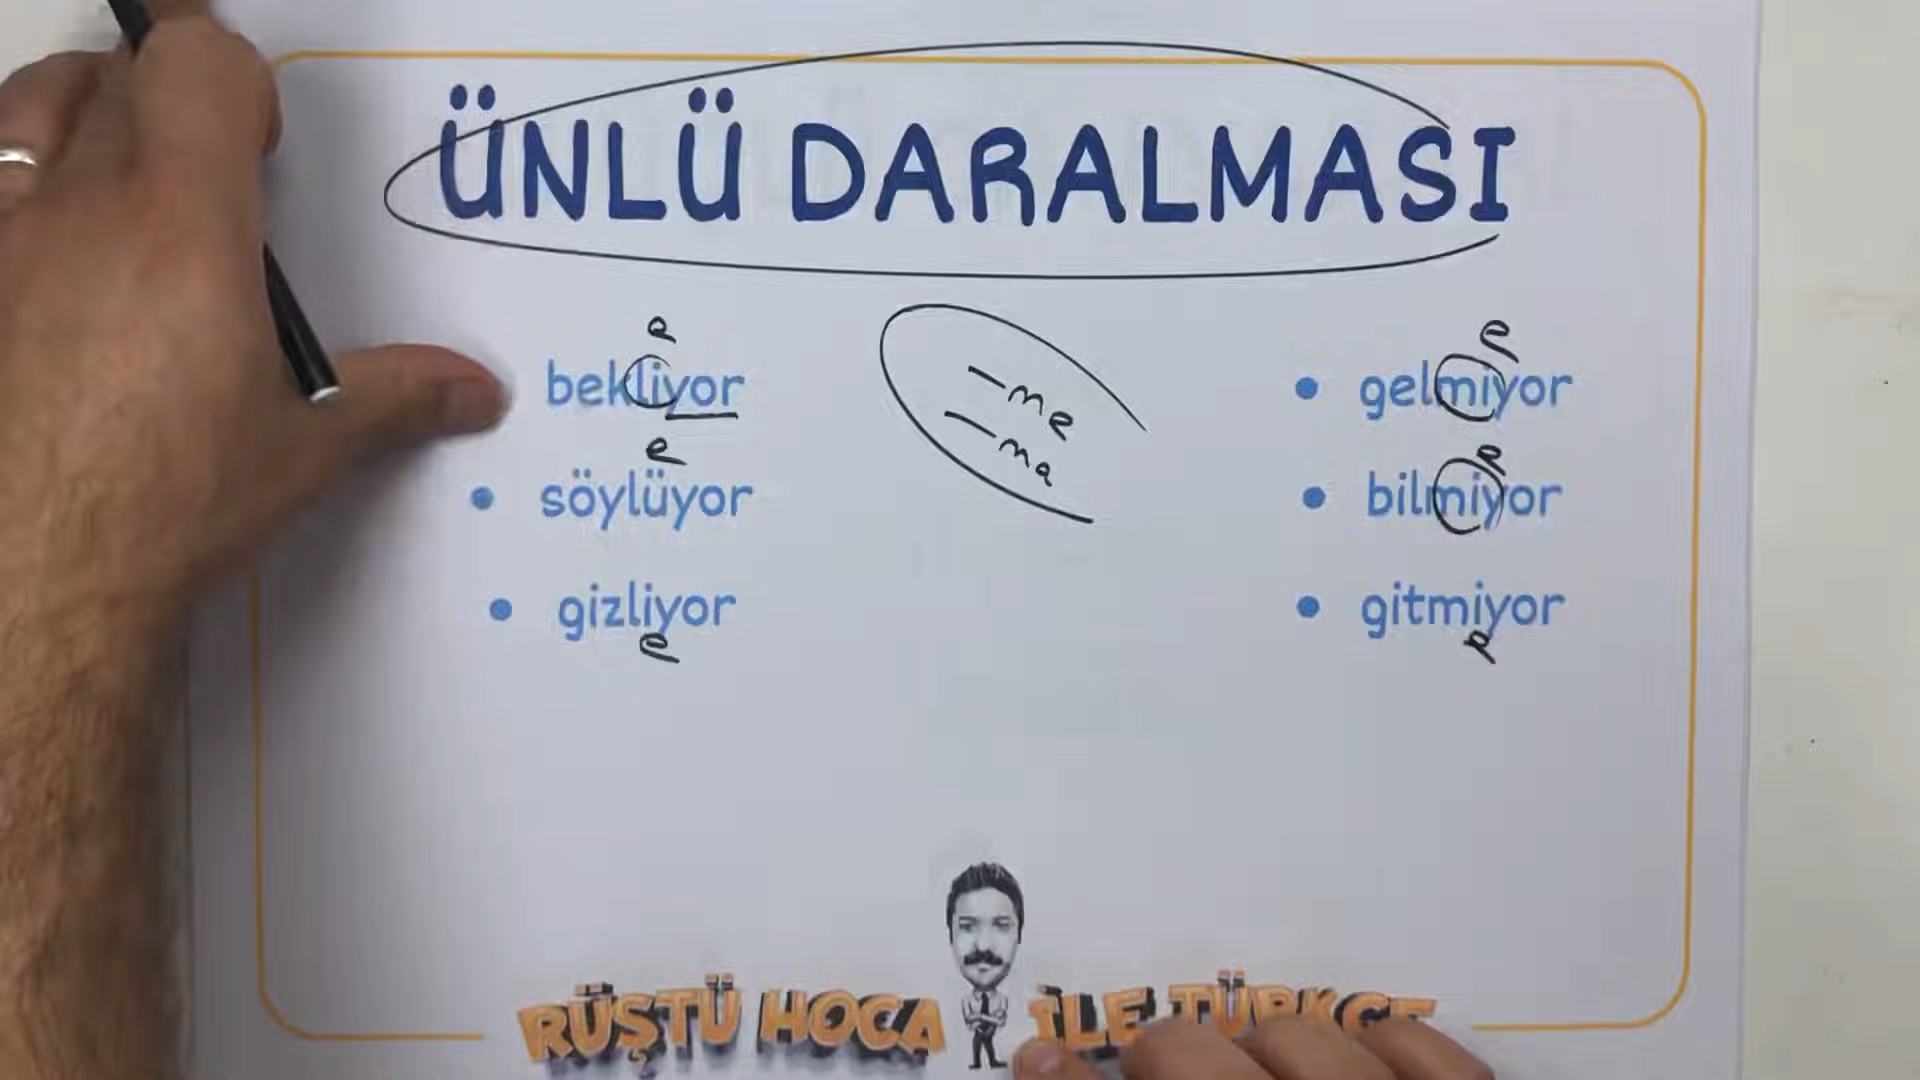 ÜNLÜ DARALMASI
e
bekliyor
e
• söylüyor
• gizliyor
e
-me
-ma
e
• gelmiyor
e
• bilmiyor
• gitmiyor
e
RÜŞTÜ HOCA İLE TÜRKÇE